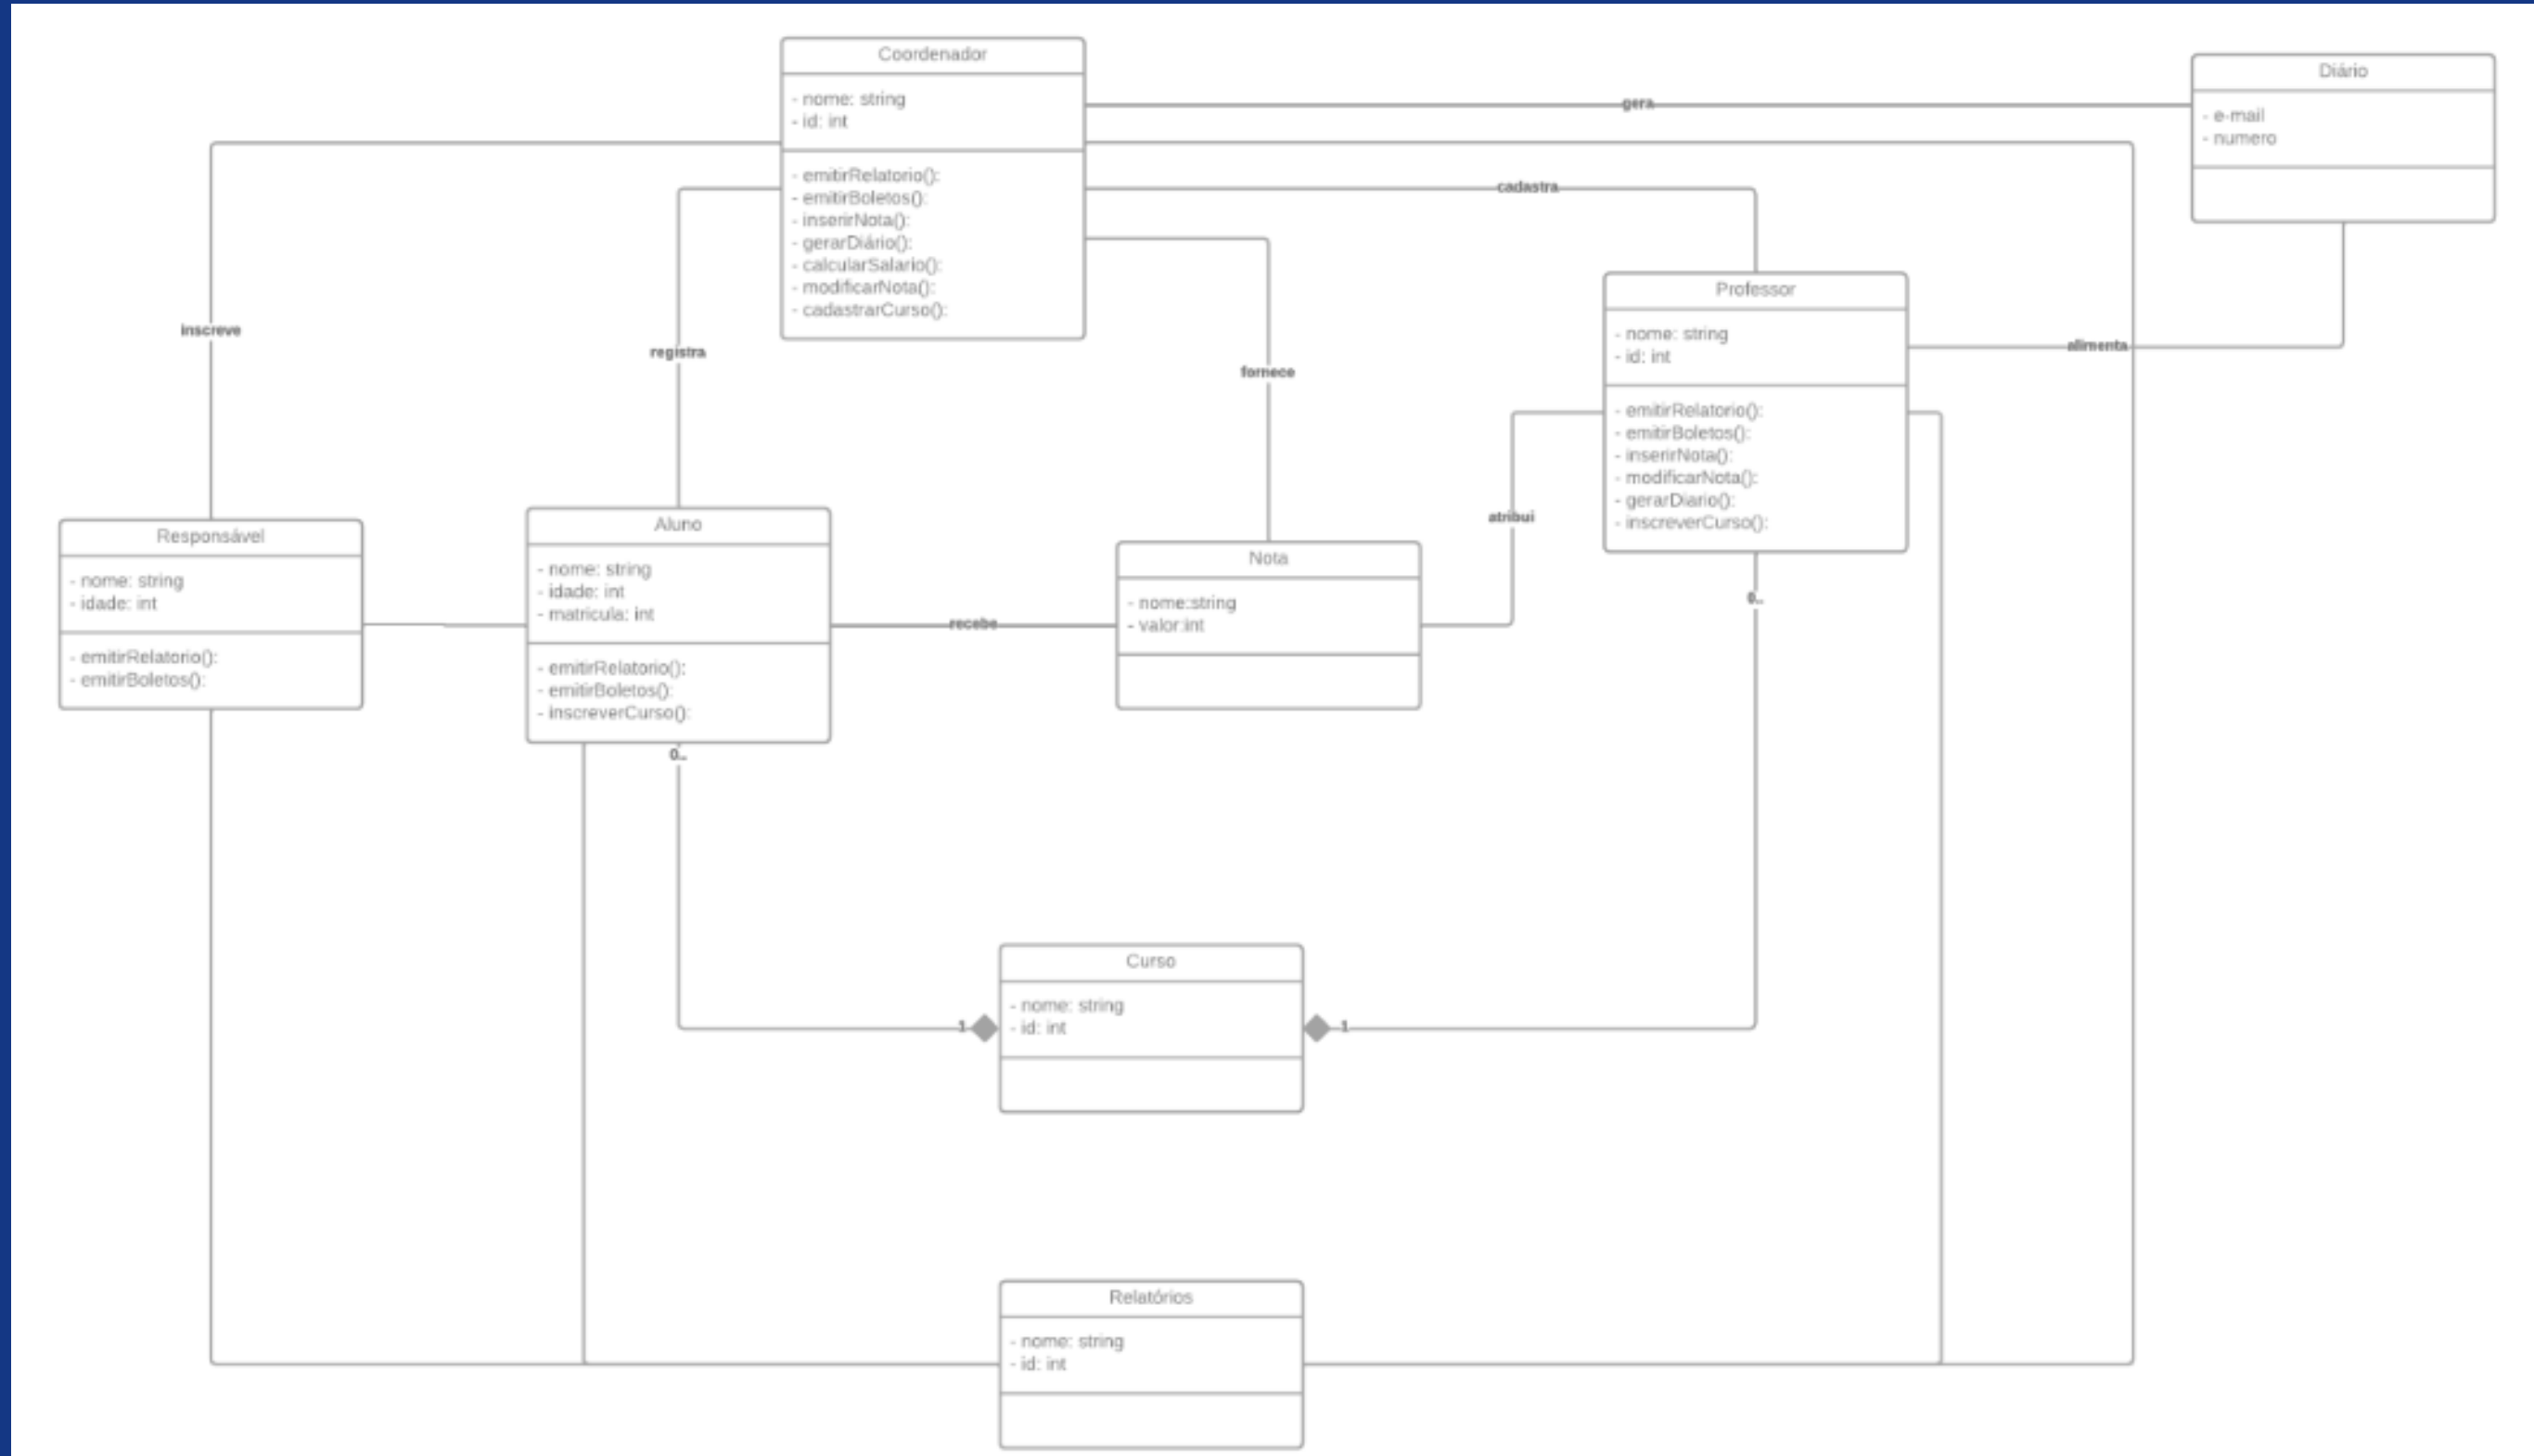 Coordenador
- nome: string
- id: int
- emitirRelatorio():
- emitirBoletos():
- inserirNota():
- gerarDiário():
- calcularSalario():
- modificarNota():
- cadastrarCurso():
gera
Diário
- e-mail
- numero
cadastra
inscreve
registra
fornece
Professor
- nome: string
- id: int
- emitirRelatorio():
- emitirBoletos():
- inserirNota():
- modificarNota():
- gerarDiario():
- inscreverCurso():
alimenta
atribui
0..
Responsável
- nome: string
- idade: int
- emitirRelatorio():
- emitirBoletos():
Aluno
- nome: string
- idade: int
- matricula: int
- emitirRelatorio():
- emitirBoletos():
- inscreverCurso():
0..
recebe
Nota
- nome:string
- valor:int
1
Curso
- nome: string
- id: int
1
Relatórios
- nome: string
- id: int